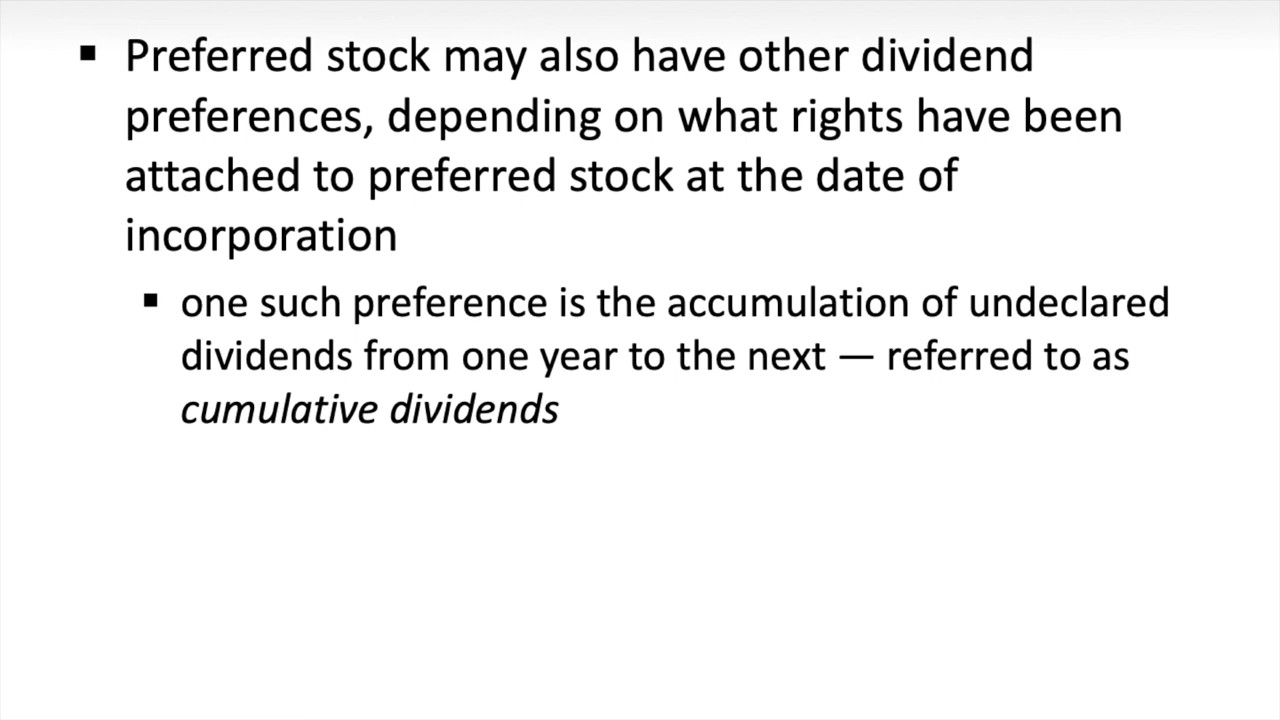 ▪ Preferred stock may also have other dividend
preferences, depending on what rights have been
attached to preferred stock at the date of
incorporation
▪ one such preference is the accumulation of undeclared
dividends from one year to the next — referred to as
cumulative dividends